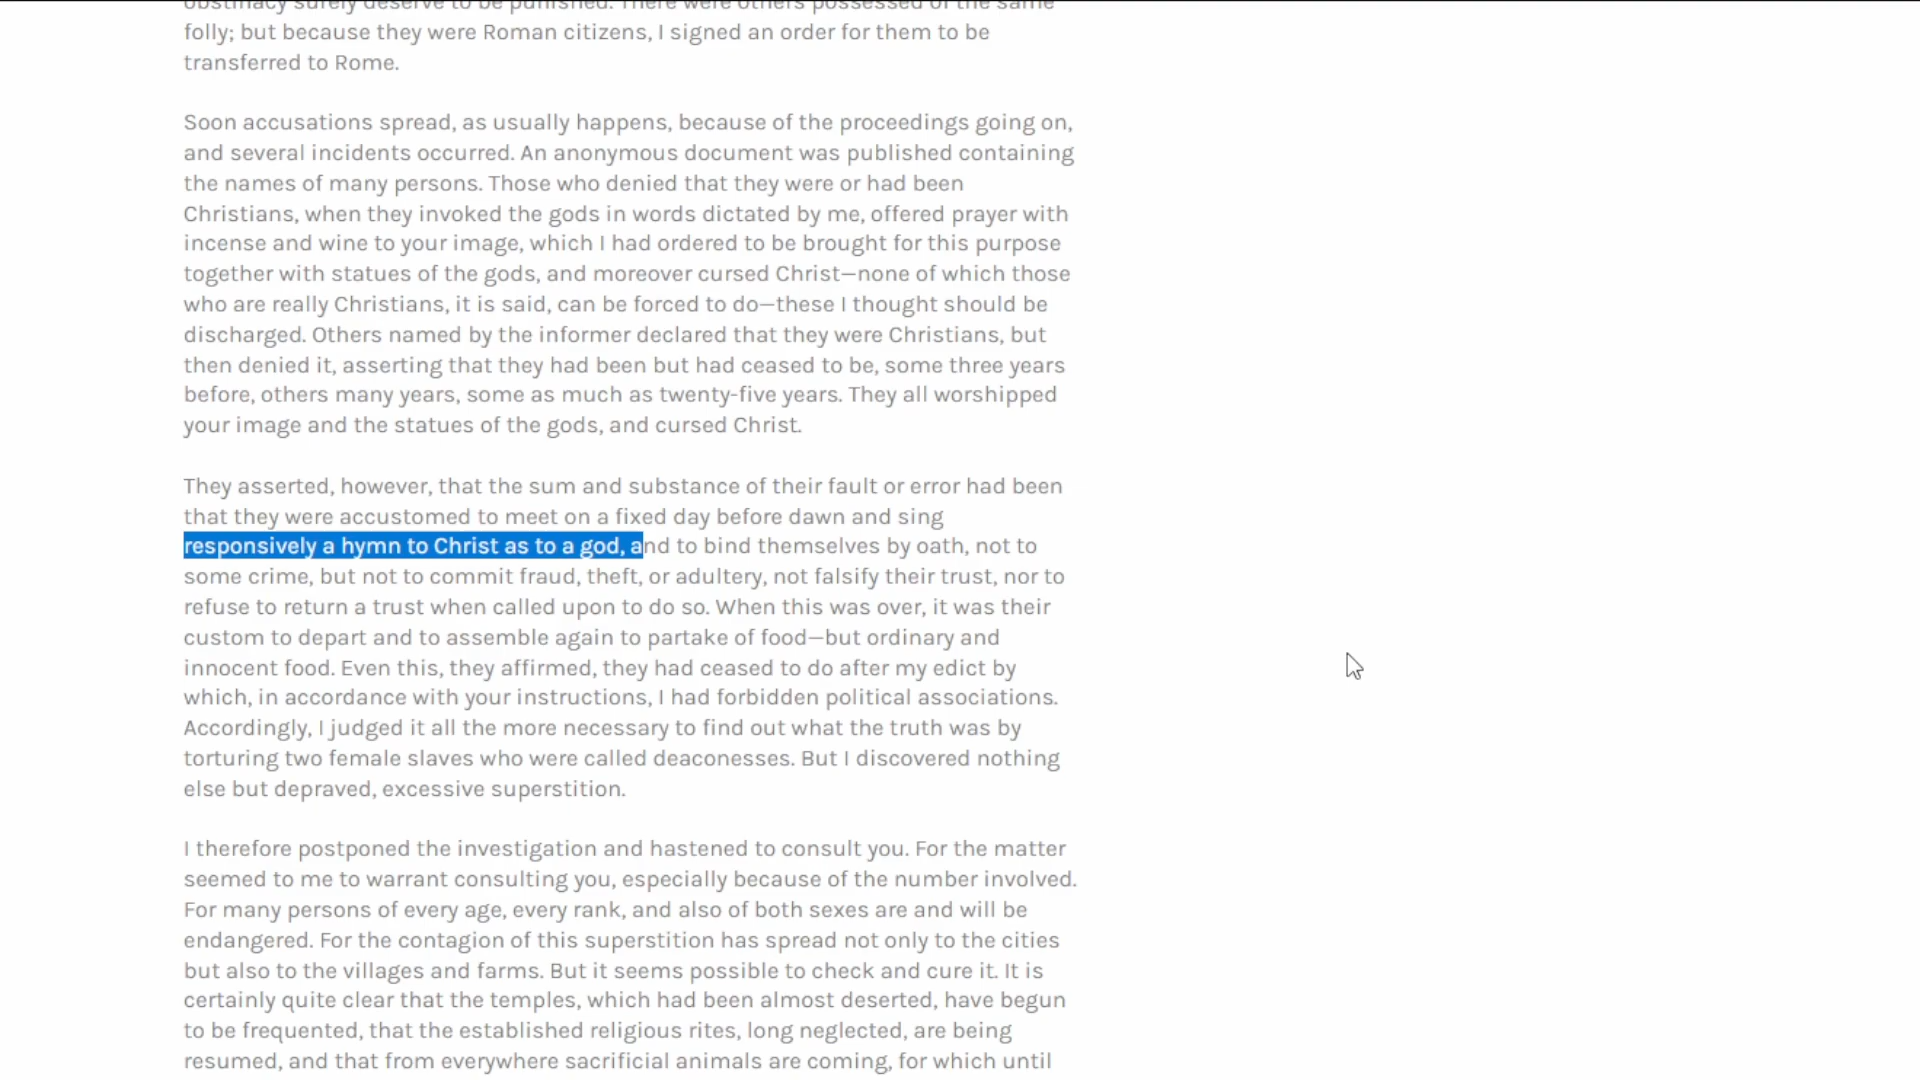 obstinacy surely deserve to be punished. There were others possessed of the same
folly; but because they were Roman citizens, I signed an order for them to be
transferred to Rome.
Soon accusations spread, as usually happens, because of the proceedings going on,
and several incidents occurred. An anonymous document was published containing
the names of many persons. Those who denied that they were or had been
Christians, when they invoked the gods in words dictated by me, offered prayer with
incense and wine to your image, which I had ordered to be brought for this purpose
together with statues of the gods, and moreover cursed Christ—none of which those
who are really Christians, it is said, can be forced to do—these I thought should be
discharged. Others named by the informer declared that they were Christians, but
then denied it, asserting that they had been but had ceased to be, some three years
before, others many years, some as much as twenty-five years. They all worshipped
your image and the statues of the gods, and cursed Christ.
They asserted, however, that the sum and substance of their fault or error had been
that they were accustomed to meet on a fixed day before dawn and sing
responsively a hymn to Christ as to a god, and to bind themselves by oath, not to
some crime, but not to commit fraud, theft, or adultery, not falsify their trust, nor to
refuse to return a trust when called upon to do so. When this was over, it was their
custom to depart and to assemble again to partake of food—but ordinary and
innocent food. Even this, they affirmed, they had ceased to do after my edict by
which, in accordance with your instructions, I had forbidden political associations.
Accordingly, I judged it all the more necessary to find out what the truth was by
torturing two female slaves who were called deaconesses. But I discovered nothing
else but depraved, excessive superstition.
I therefore postponed the investigation and hastened to consult you. For the matter
seemed to me to warrant consulting you, especially because of the number involved.
For many persons of every age, every rank, and also of both sexes are and will be
endangered. For the contagion of this superstition has spread not only to the cities
but also to the villages and farms. But it seems possible to check and cure it. It is
certainly quite clear that the temples, which had been almost deserted, have begun
to be frequented, that the established religious rites, long neglected, are being
resumed, and that from everywhere sacrificial animals are coming, for which until